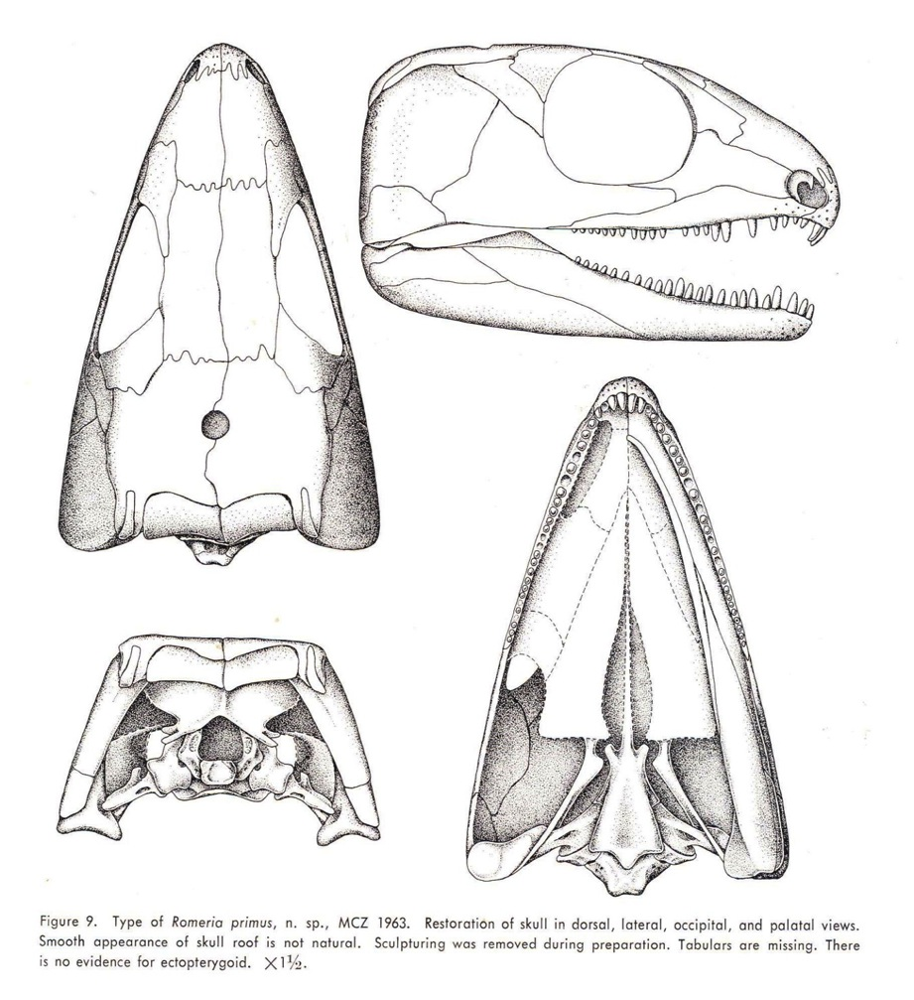 Figure 9. Type of Romeria primus, n. sp., MCZ 1963. Restoration of skull in dorsal, lateral, occipital, and palatal views.
Smooth appearance of skull roof is not natural. Sculpturing was removed during preparation. Tabulars are missing. There
is no evidence for ectopterygoid. ×1½.